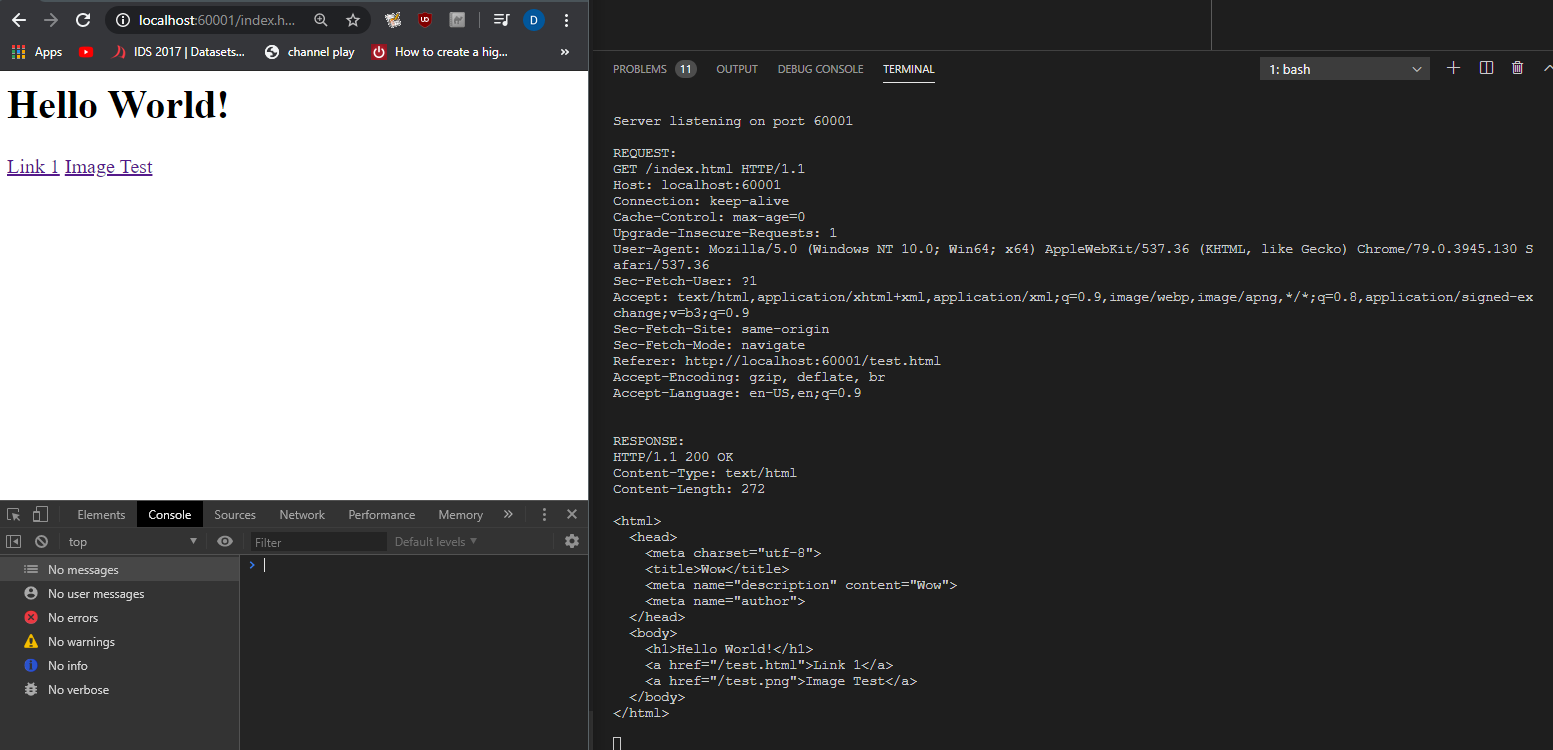 localhost:60001/index.h...
D
Apps
IDS 2017 | Datasets...
channel play
How to create a hig...
»
Hello World!
Link 1 Image Test
Elements Console Sources Network Performance Memory »
top
Filter
Default levels
No messages
No user messages
No errors
No warnings
No info
No verbose
>
PROBLEMS 11 OUTPUT DEBUG CONSOLE TERMINAL
1: bash
Server listening on port 60001
REQUEST:
GET /index.html HTTP/1.1
Host: localhost:60001
Connection: keep-alive
Cache-Control: max-age=0
Upgrade-Insecure-Requests: 1
User-Agent: Mozilla/5.0 (Windows NT 10.0; Win64; x64) AppleWebKit/537.36 (KHTML, like Gecko) Chrome/79.0.3945.130 S
afari/537.36
Sec-Fetch-User: ?1
Accept: text/html,application/xhtml+xml,application/xml;q=0.9,image/webp,image/apng,*/*;q=0.8,application/signed-ex
change;v=b3;q=0.9
Sec-Fetch-Site: same-origin
Sec-Fetch-Mode: navigate
Referer: http://localhost:60001/test.html
Accept-Encoding: gzip, deflate, br
Accept-Language: en-US,en;q=0.9
RESPONSE:
HTTP/1.1 200 OK
Content-Type: text/html
Content-Length: 272
<html>
<head>
<meta charset="utf-8">
<title>Wow</title>
<meta name="description" content="Wow">
<meta name="author">
</head>
<body>
<h1>Hello World!</h1>
<a href="/test.html">Link 1</a>
<a href="/test.png">Image Test</a>
</body>
</html>